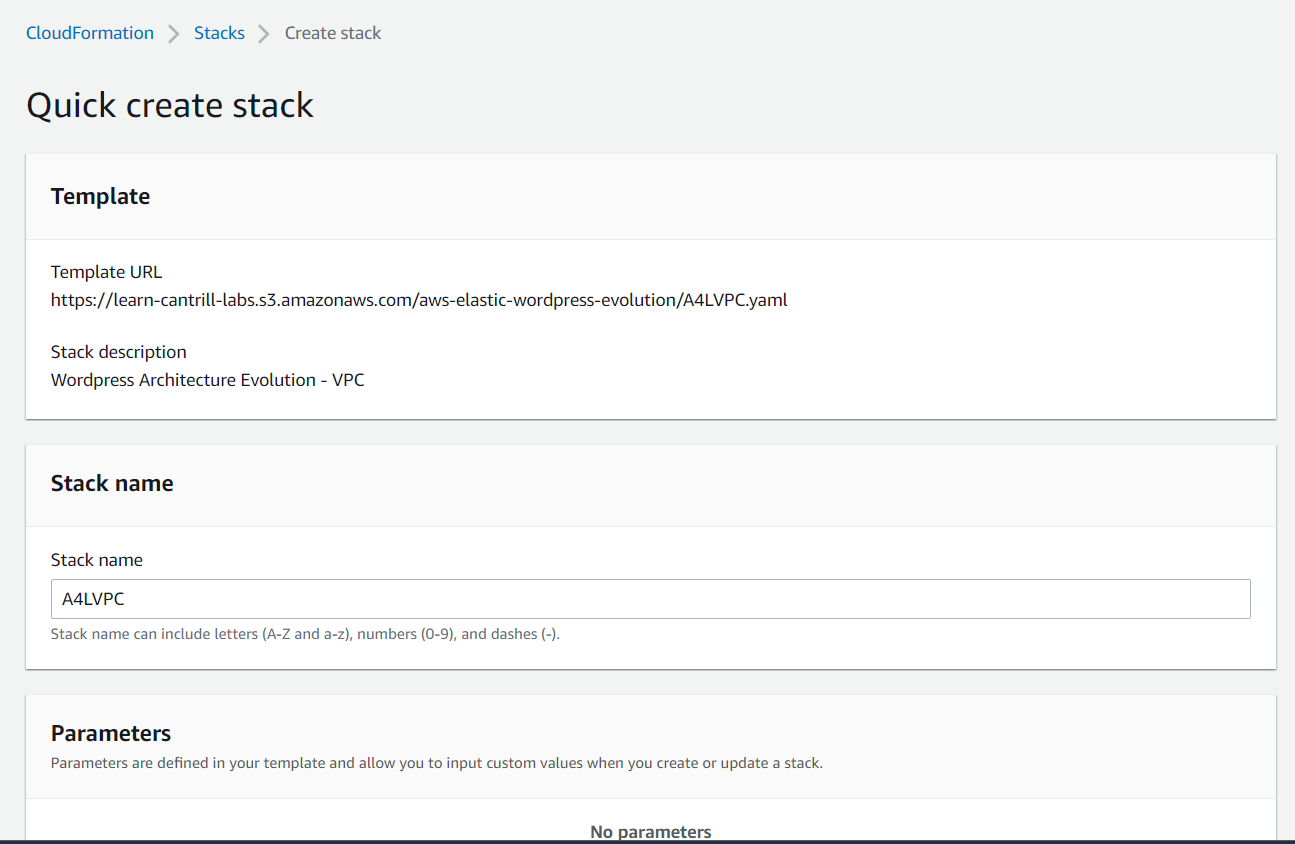 CloudFormation > Stacks > Create stack
Quick create stack
Template
Template URL
https://learn-cantrill-labs.s3.amazonaws.com/aws-elastic-wordpress-evolution/A4LVPC.yaml
Stack description
Wordpress Architecture Evolution - VPC
Stack name
Stack name
A4LVPC
Stack name can include letters (A-Z and a-z), numbers (0-9), and dashes (-).
Parameters
Parameters are defined in your template and allow you to input custom values when you create or update a stack.
No parameters